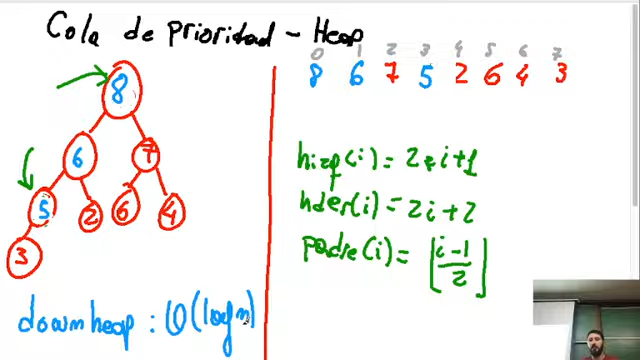 Cola de prioridad - Heap
0 1 2 3 4 5 6 7
8 6 7 5 2 6 4 3
8
6 7
5 2 6 4
3
hizq(i) = 2*i+1
hder(i) = 2i+2
padre(i) = ⌊(i-1)/2⌋
downheap: O(log n)